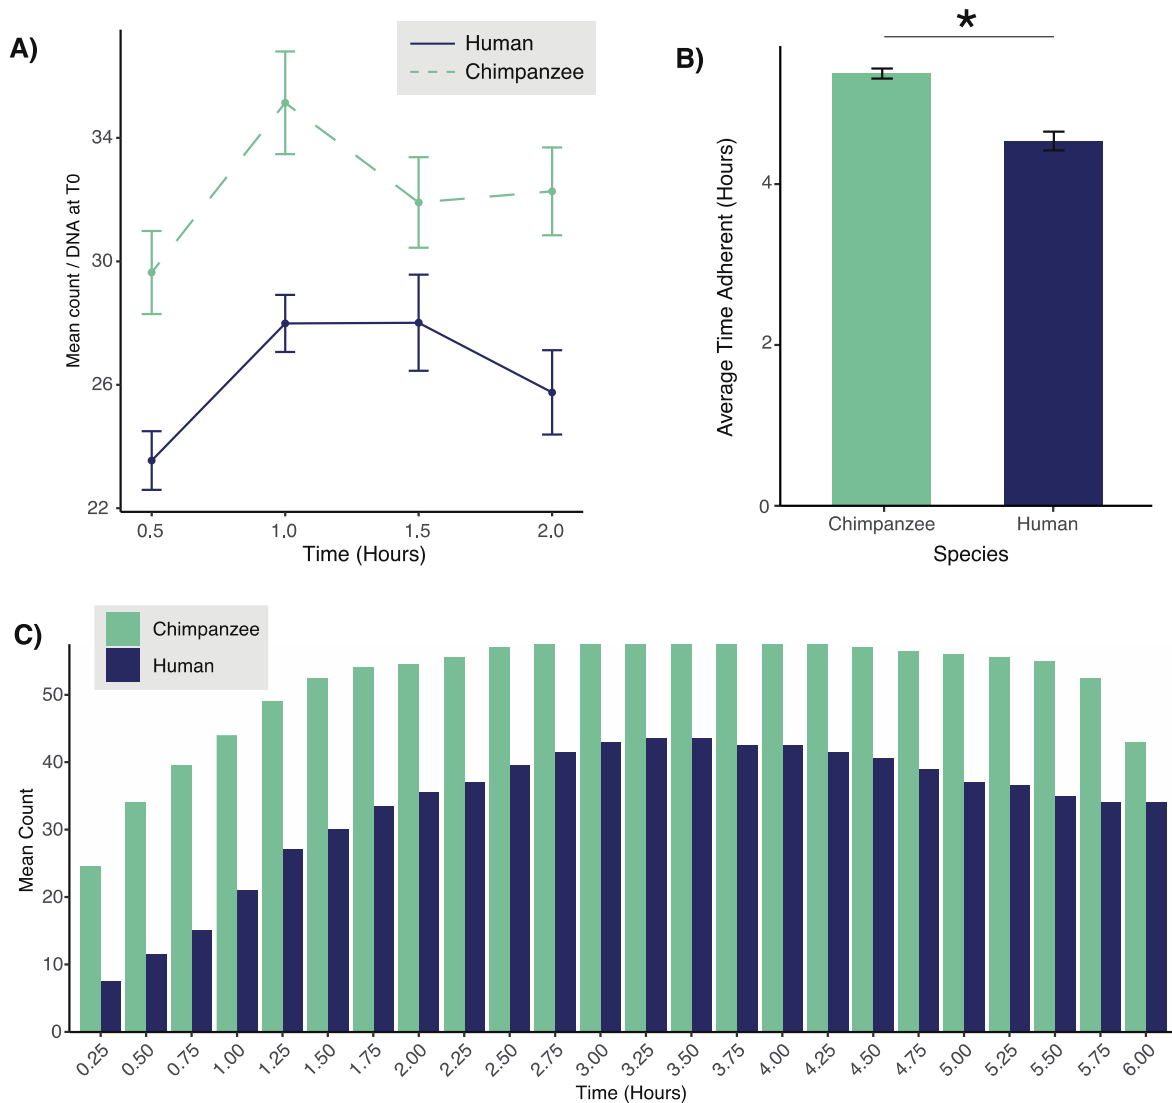 A)
Human
Chimpanzee
Mean count / DNA at T0
34
30
26
22
0.5 1.0 1.5 2.0
Time (Hours)
B)
*
Average Time Adherent (Hours)
4
2
0
Chimpanzee Human
Species
C)
Chimpanzee
Human
Mean Count
50
40
30
20
10
0
0.25 0.50 0.75 1.00 1.25 1.50 1.75 2.00 2.25 2.50 2.75 3.00 3.25 3.50 3.75 4.00 4.25 4.50 4.75 5.00 5.25 5.50 5.75 6.00
Time (Hours)